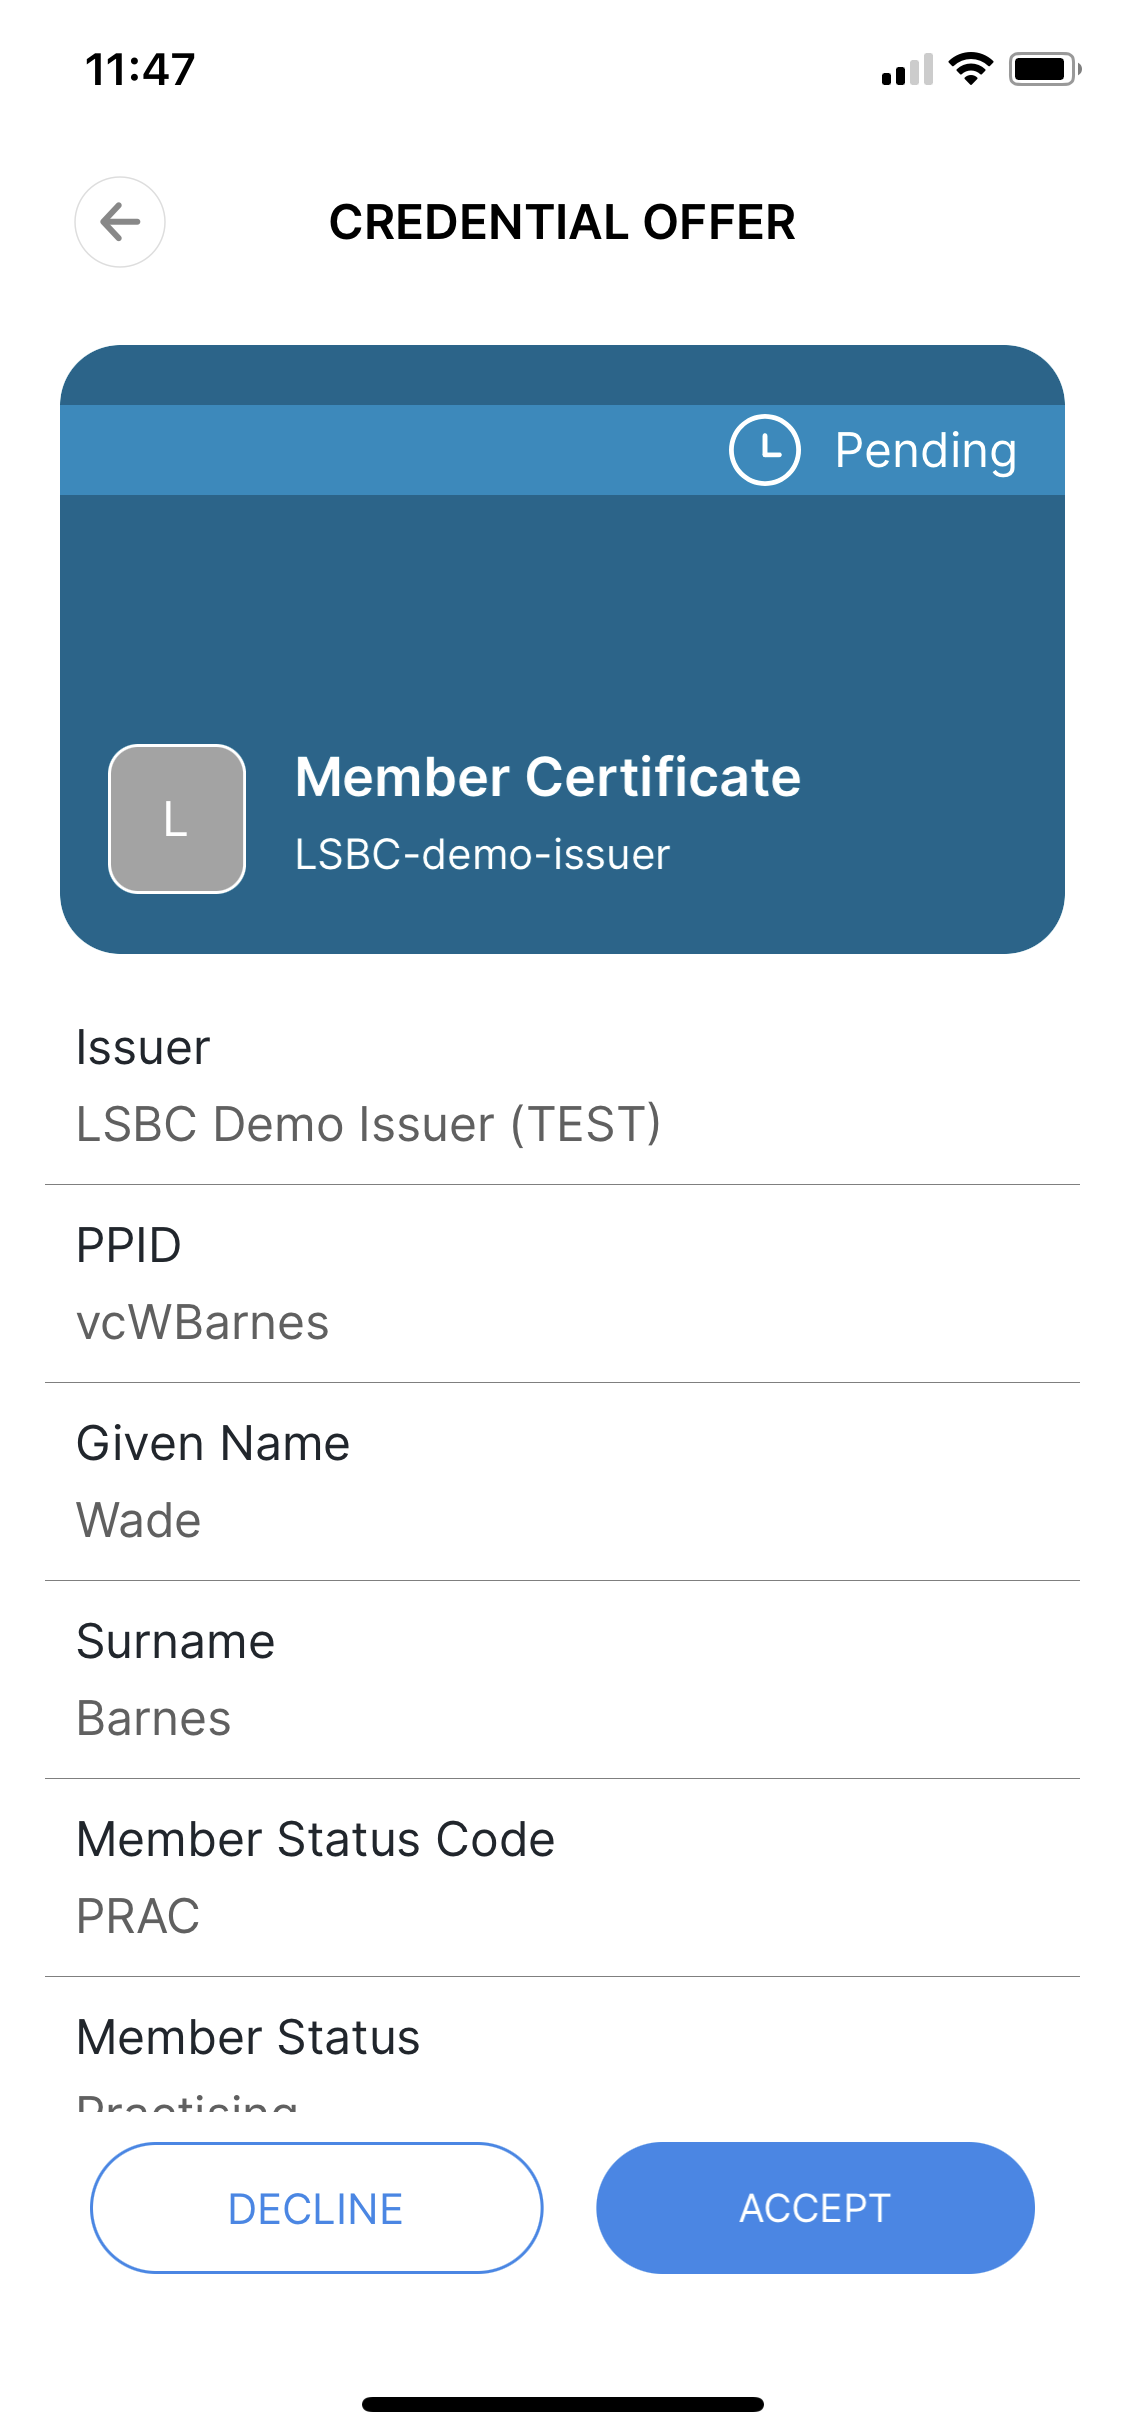 11:47
CREDENTIAL OFFER
Pending
L
Member Certificate
LSBC-demo-issuer
Issuer
LSBC Demo Issuer (TEST)
PPID
vcWBarnes
Given Name
Wade
Surname
Barnes
Member Status Code
PRAC
Member Status
Practising
DECLINE
ACCEPT